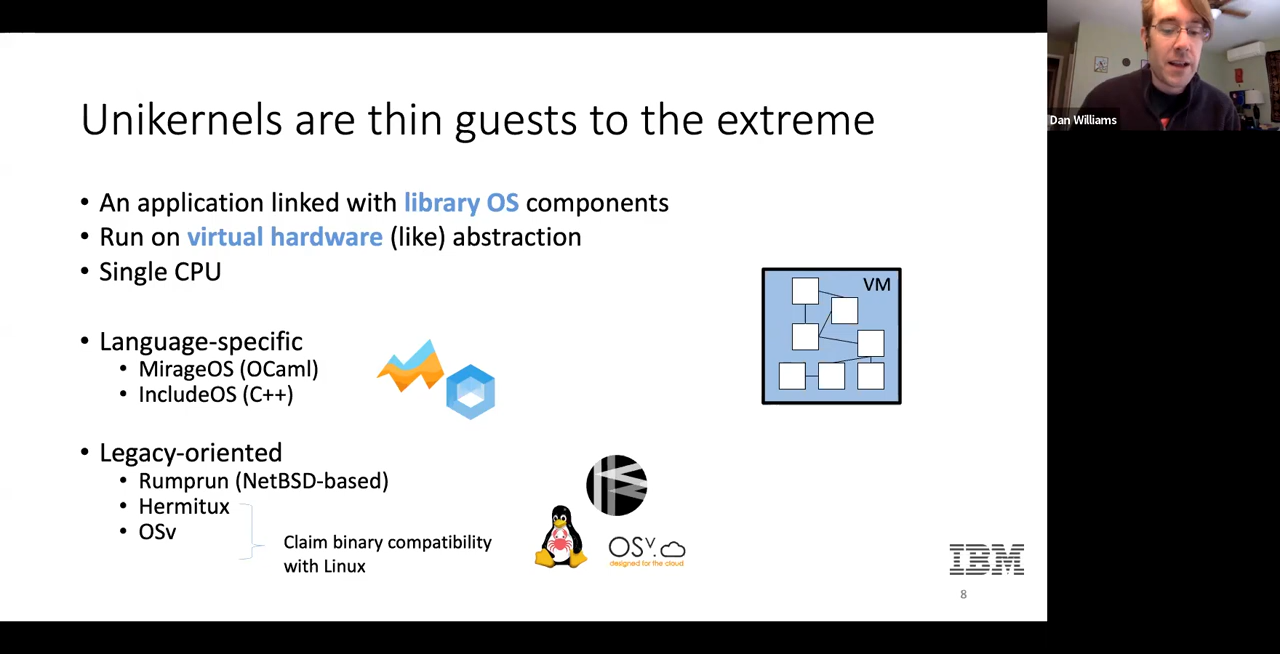 Unikernels are thin guests to the extreme
• An application linked with library OS components
• Run on virtual hardware (like) abstraction
• Single CPU
• Language-specific
• MirageOS (OCaml)
• IncludeOS (C++)
• Legacy-oriented
• Rumprun (NetBSD-based)
• Hermitux
• OSv
Claim binary compatibility
with Linux
VM
OSv
designed for the cloud
IBM
8
Dan Williams